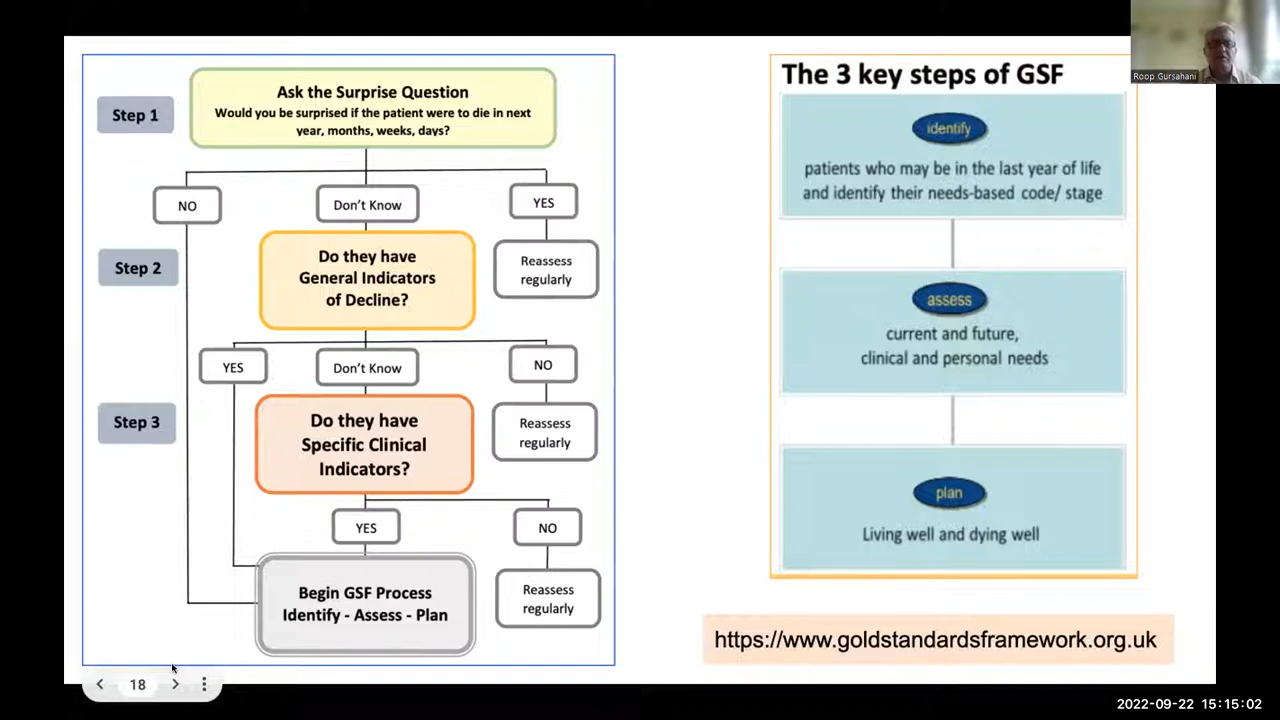 Step 1
Ask the Surprise Question
Would you be surprised if the patient were to die in next
year, months, weeks, days?
NO
Don't Know
YES
Step 2
Do they have
General Indicators
of Decline?
Reassess
regularly
YES
Don't Know
NO
Step 3
Do they have
Specific Clinical
Indicators?
Reassess
regularly
YES
NO
Begin GSF Process
Identify - Assess - Plan
Reassess
regularly
The 3 key steps of GSF
identify
patients who may be in the last year of life
and identify their needs-based code/ stage
assess
current and future,
clinical and personal needs
plan
Living well and dying well
https://www.goldstandardsframework.org.uk
Roop Gursahani
18
2022-09-22 15:15:02